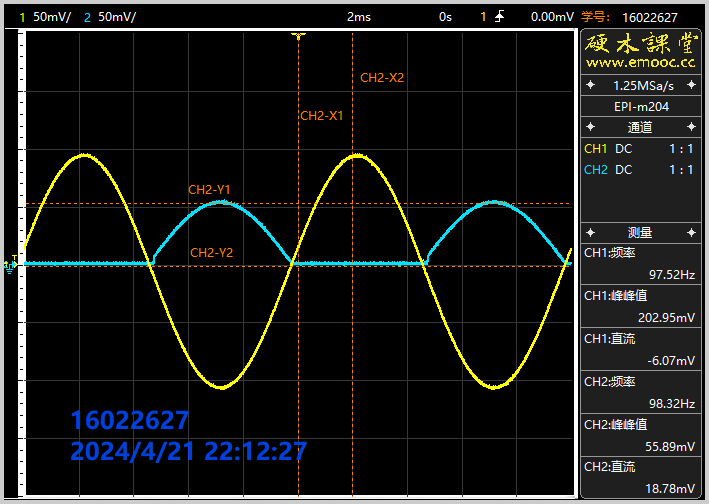 1 50mV/ 2 50mV/ 2ms 0s 1 0.00mV 学号: 16022627
硬木課堂
www.emooc.cc
1.25MSa/s
EPI-m204
通道
CH1 DC 1 : 1
CH2 DC 1 : 1
测量
CH1:频率
97.52Hz
CH1:峰峰值
202.95mV
CH1:直流
-6.07mV
CH2:频率
98.32Hz
CH2:峰峰值
55.89mV
CH2:直流
18.78mV
CH2-X2
CH2-X1
CH2-Y1
CH2-Y2
16022627
2024/4/21 22:12:27